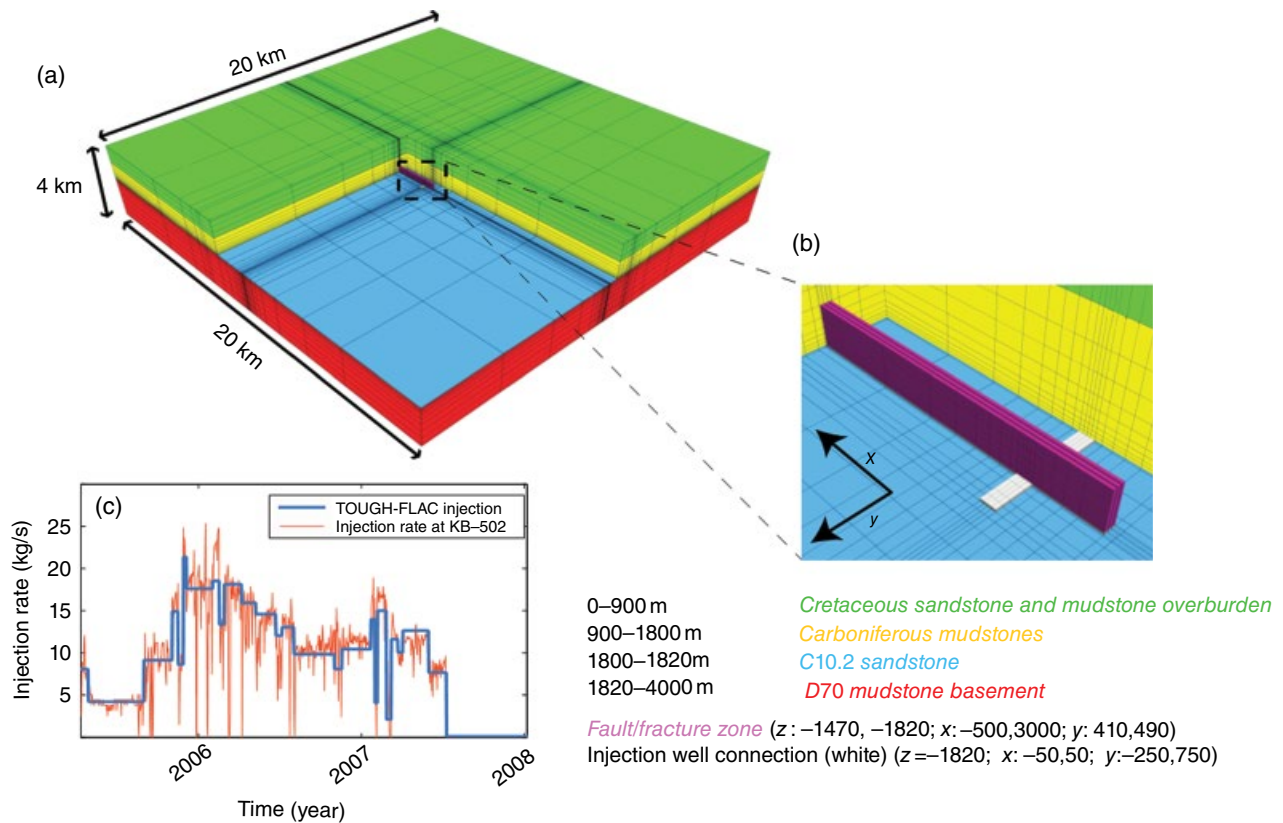 (a)
20 km
4 km
20 km
(b)
x
y
(c)
TOUGH-FLAC injection
Injection rate at KB–502
Injection rate (kg/s)
25
20
15
10
5
2006
2007
2008
Time (year)
0–900 m Cretaceous sandstone and mudstone overburden
900–1800 m Carboniferous mudstones
1800–1820m C10.2 sandstone
1820–4000 m D70 mudstone basement
Fault/fracture zone (z : –1470, –1820; x: –500,3000; y: 410,490)
Injection well connection (white) (z =–1820; x: –50,50; y:–250,750)